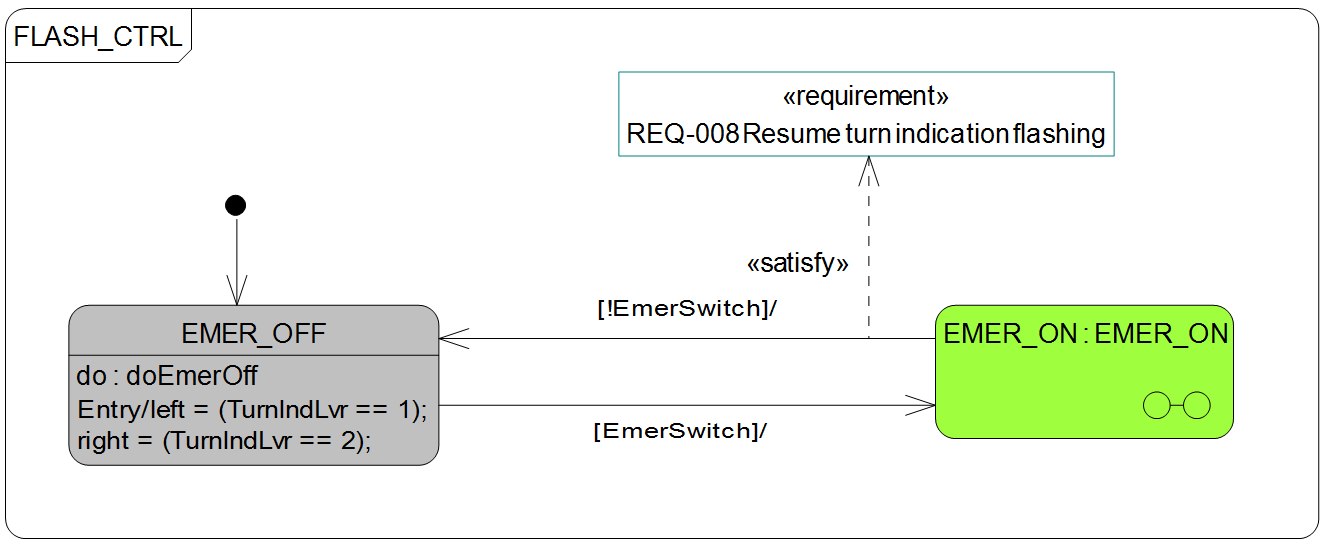 FLASH_CTRL
«requirement»
REQ-008 Resume turn indication flashing
«satisfy»
[!EmerSwitch]/
EMER_OFF
do : doEmerOff
Entry/left = (TurnIndLvr == 1);
right = (TurnIndLvr == 2);
EMER_ON : EMER_ON
[EmerSwitch]/